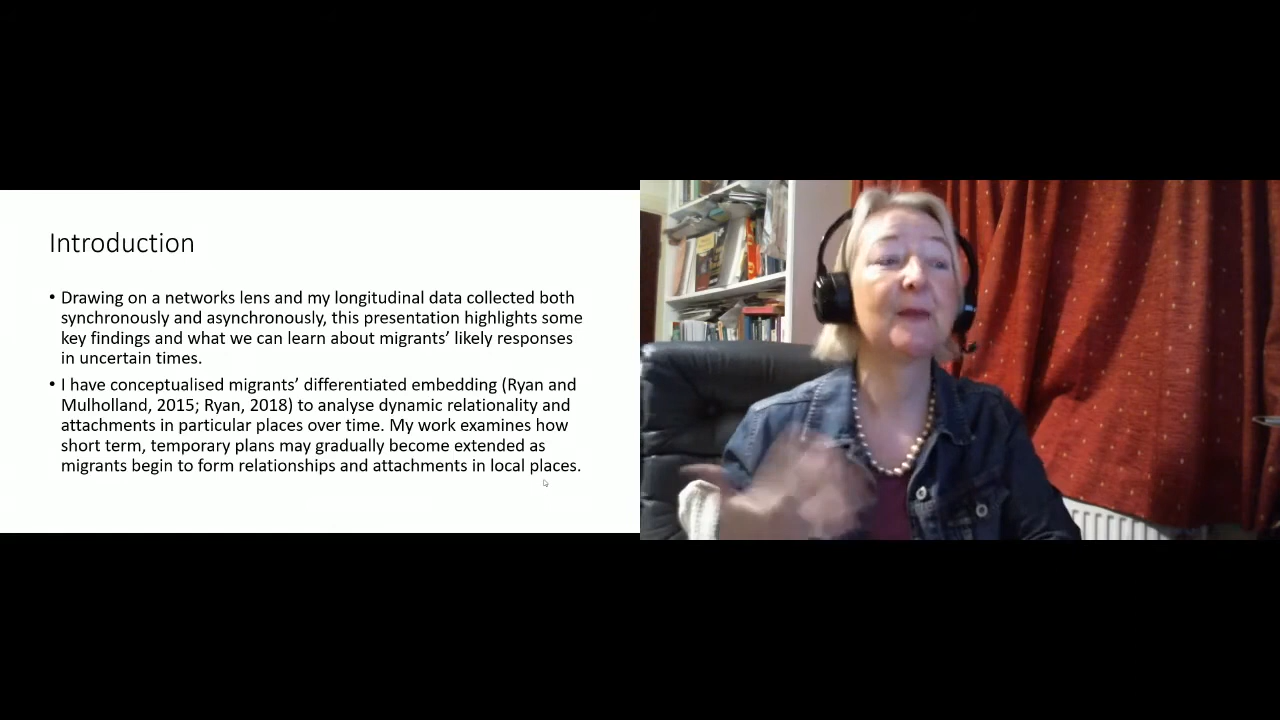 Introduction
• Drawing on a networks lens and my longitudinal data collected both
synchronously and asynchronously, this presentation highlights some
key findings and what we can learn about migrants’ likely responses
in uncertain times.
• I have conceptualised migrants’ differentiated embedding (Ryan and
Mulholland, 2015; Ryan, 2018) to analyse dynamic relationality and
attachments in particular places over time. My work examines how
short term, temporary plans may gradually become extended as
migrants begin to form relationships and attachments in local places.